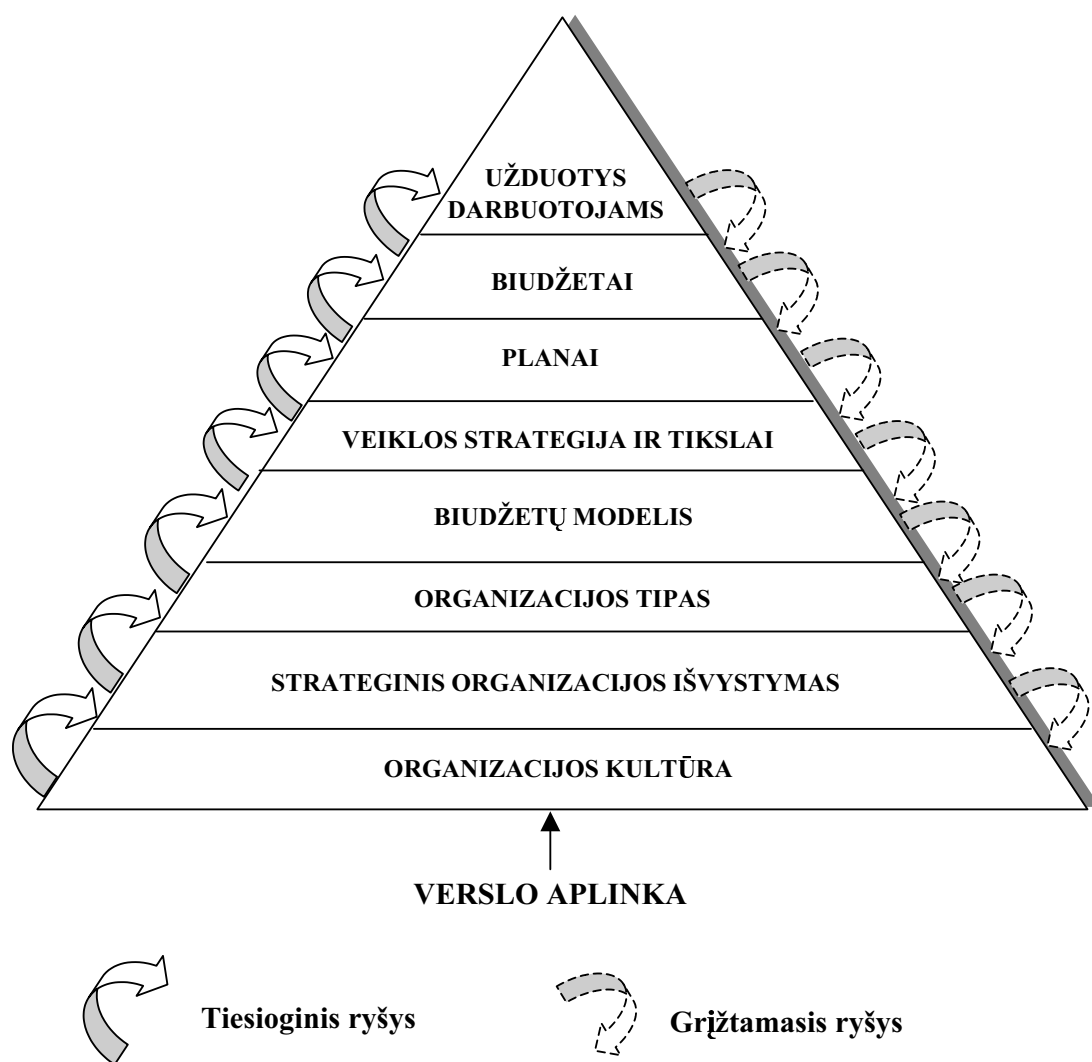 UŽDUOTYS
DARBUOTOJAMS
BIUDŽETAI
PLANAI
VEIKLOS STRATEGIJA IR TIKSLAI
BIUDŽETŲ MODELIS
ORGANIZACIJOS TIPAS
STRATEGINIS ORGANIZACIJOS IŠVYSTYMAS
ORGANIZACIJOS KULTŪRA
VERSLO APLINKA
Tiesioginis ryšys
Grįžtamasis ryšys